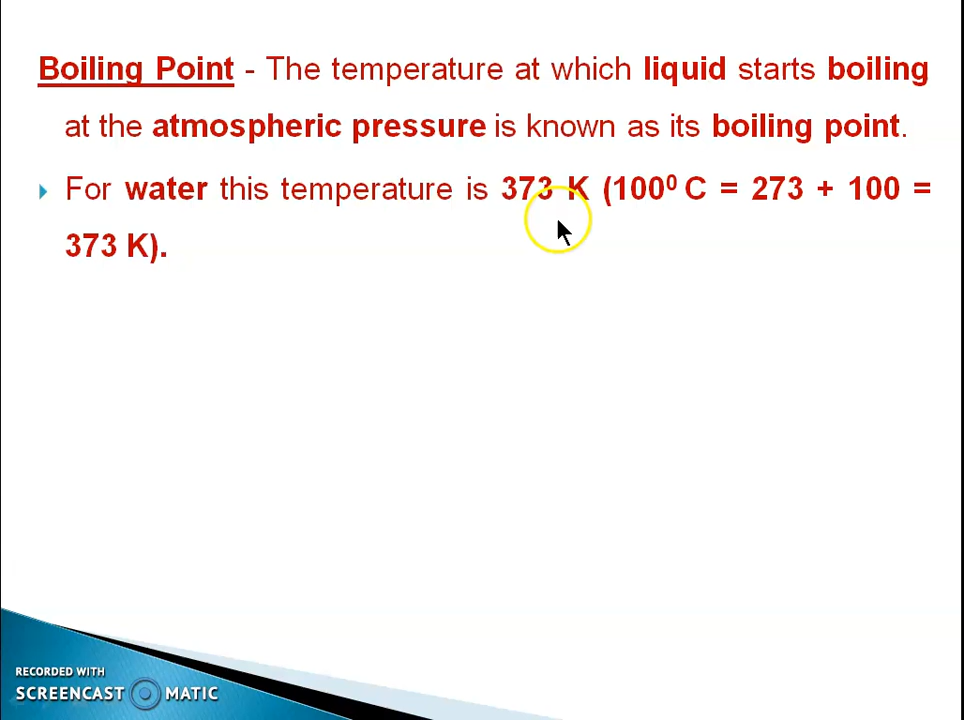 Boiling Point - The temperature at which liquid starts boiling
at the atmospheric pressure is known as its boiling point.
For water this temperature is 373 K (100⁰ C = 273 + 100 =
373 K).
RECORDED WITH
SCREENCAST MATIC